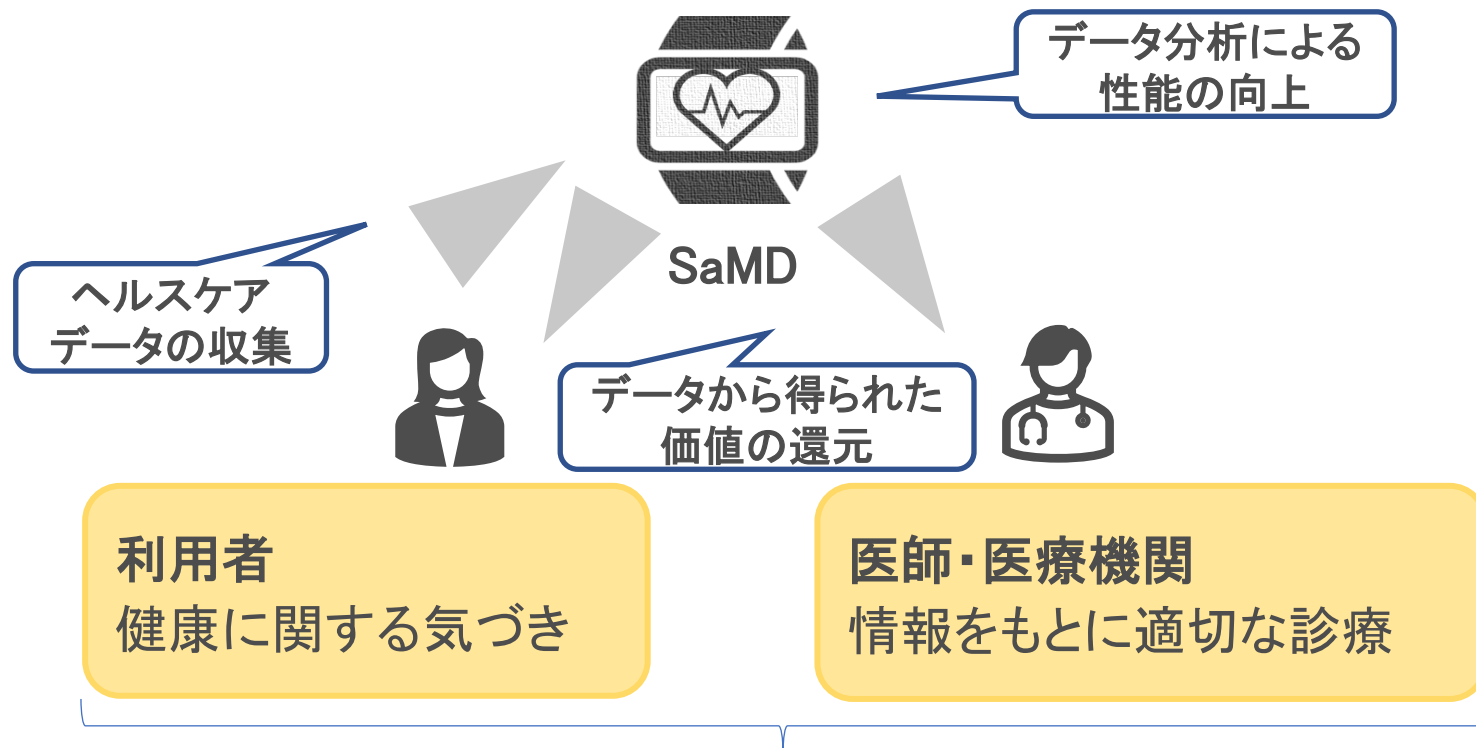 データ分析による
性能の向上
SaMD
ヘルスケア
データの収集
データから得られた
価値の還元
利用者
健康に関する気づき
医師・医療機関
情報をもとに適切な診療